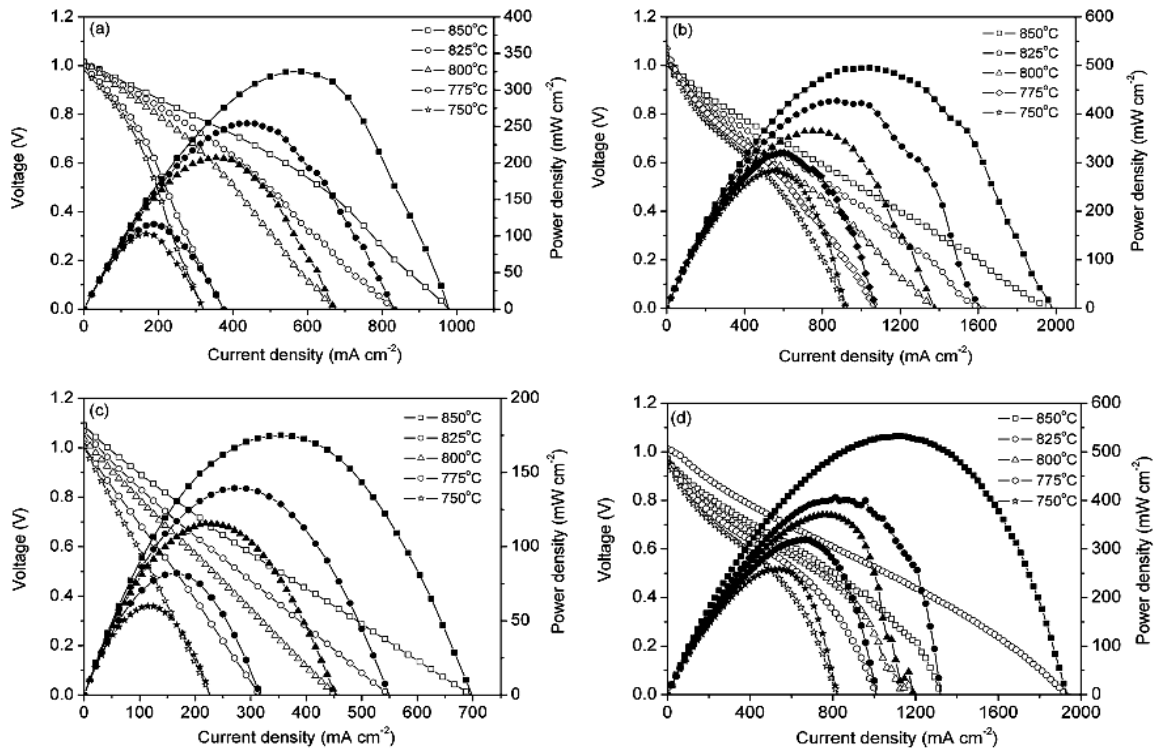 (a)
850°C
825°C
800°C
775°C
750°C
Voltage (V)
1.2
1.0
0.8
0.6
0.4
0.2
0.0
400
350
300
250
200
150
100
50
0
Power density (mW cm⁻²)
0 200 400 600 800 1000
Current density (mA cm⁻²)
(b)
850°C
825°C
800°C
775°C
750°C
Voltage (V)
1.2
1.0
0.8
0.6
0.4
0.2
0.0
600
500
400
300
200
100
0
Power density (mW cm⁻²)
0 400 800 1200 1600 2000
Current density (mA cm⁻²)
(c)
850°C
825°C
800°C
775°C
750°C
Voltage (V)
1.2
1.0
0.8
0.6
0.4
0.2
0.0
200
175
150
125
100
75
50
25
0
Power density (mW cm⁻²)
0 100 200 300 400 500 600 700
Current density (mA cm⁻²)
(d)
850°C
825°C
800°C
775°C
750°C
Voltage (V)
1.2
1.0
0.8
0.6
0.4
0.2
0.0
600
500
400
300
200
100
0
Power density (mW cm⁻²)
0 400 800 1200 1600 2000
Current density (mA cm⁻²)